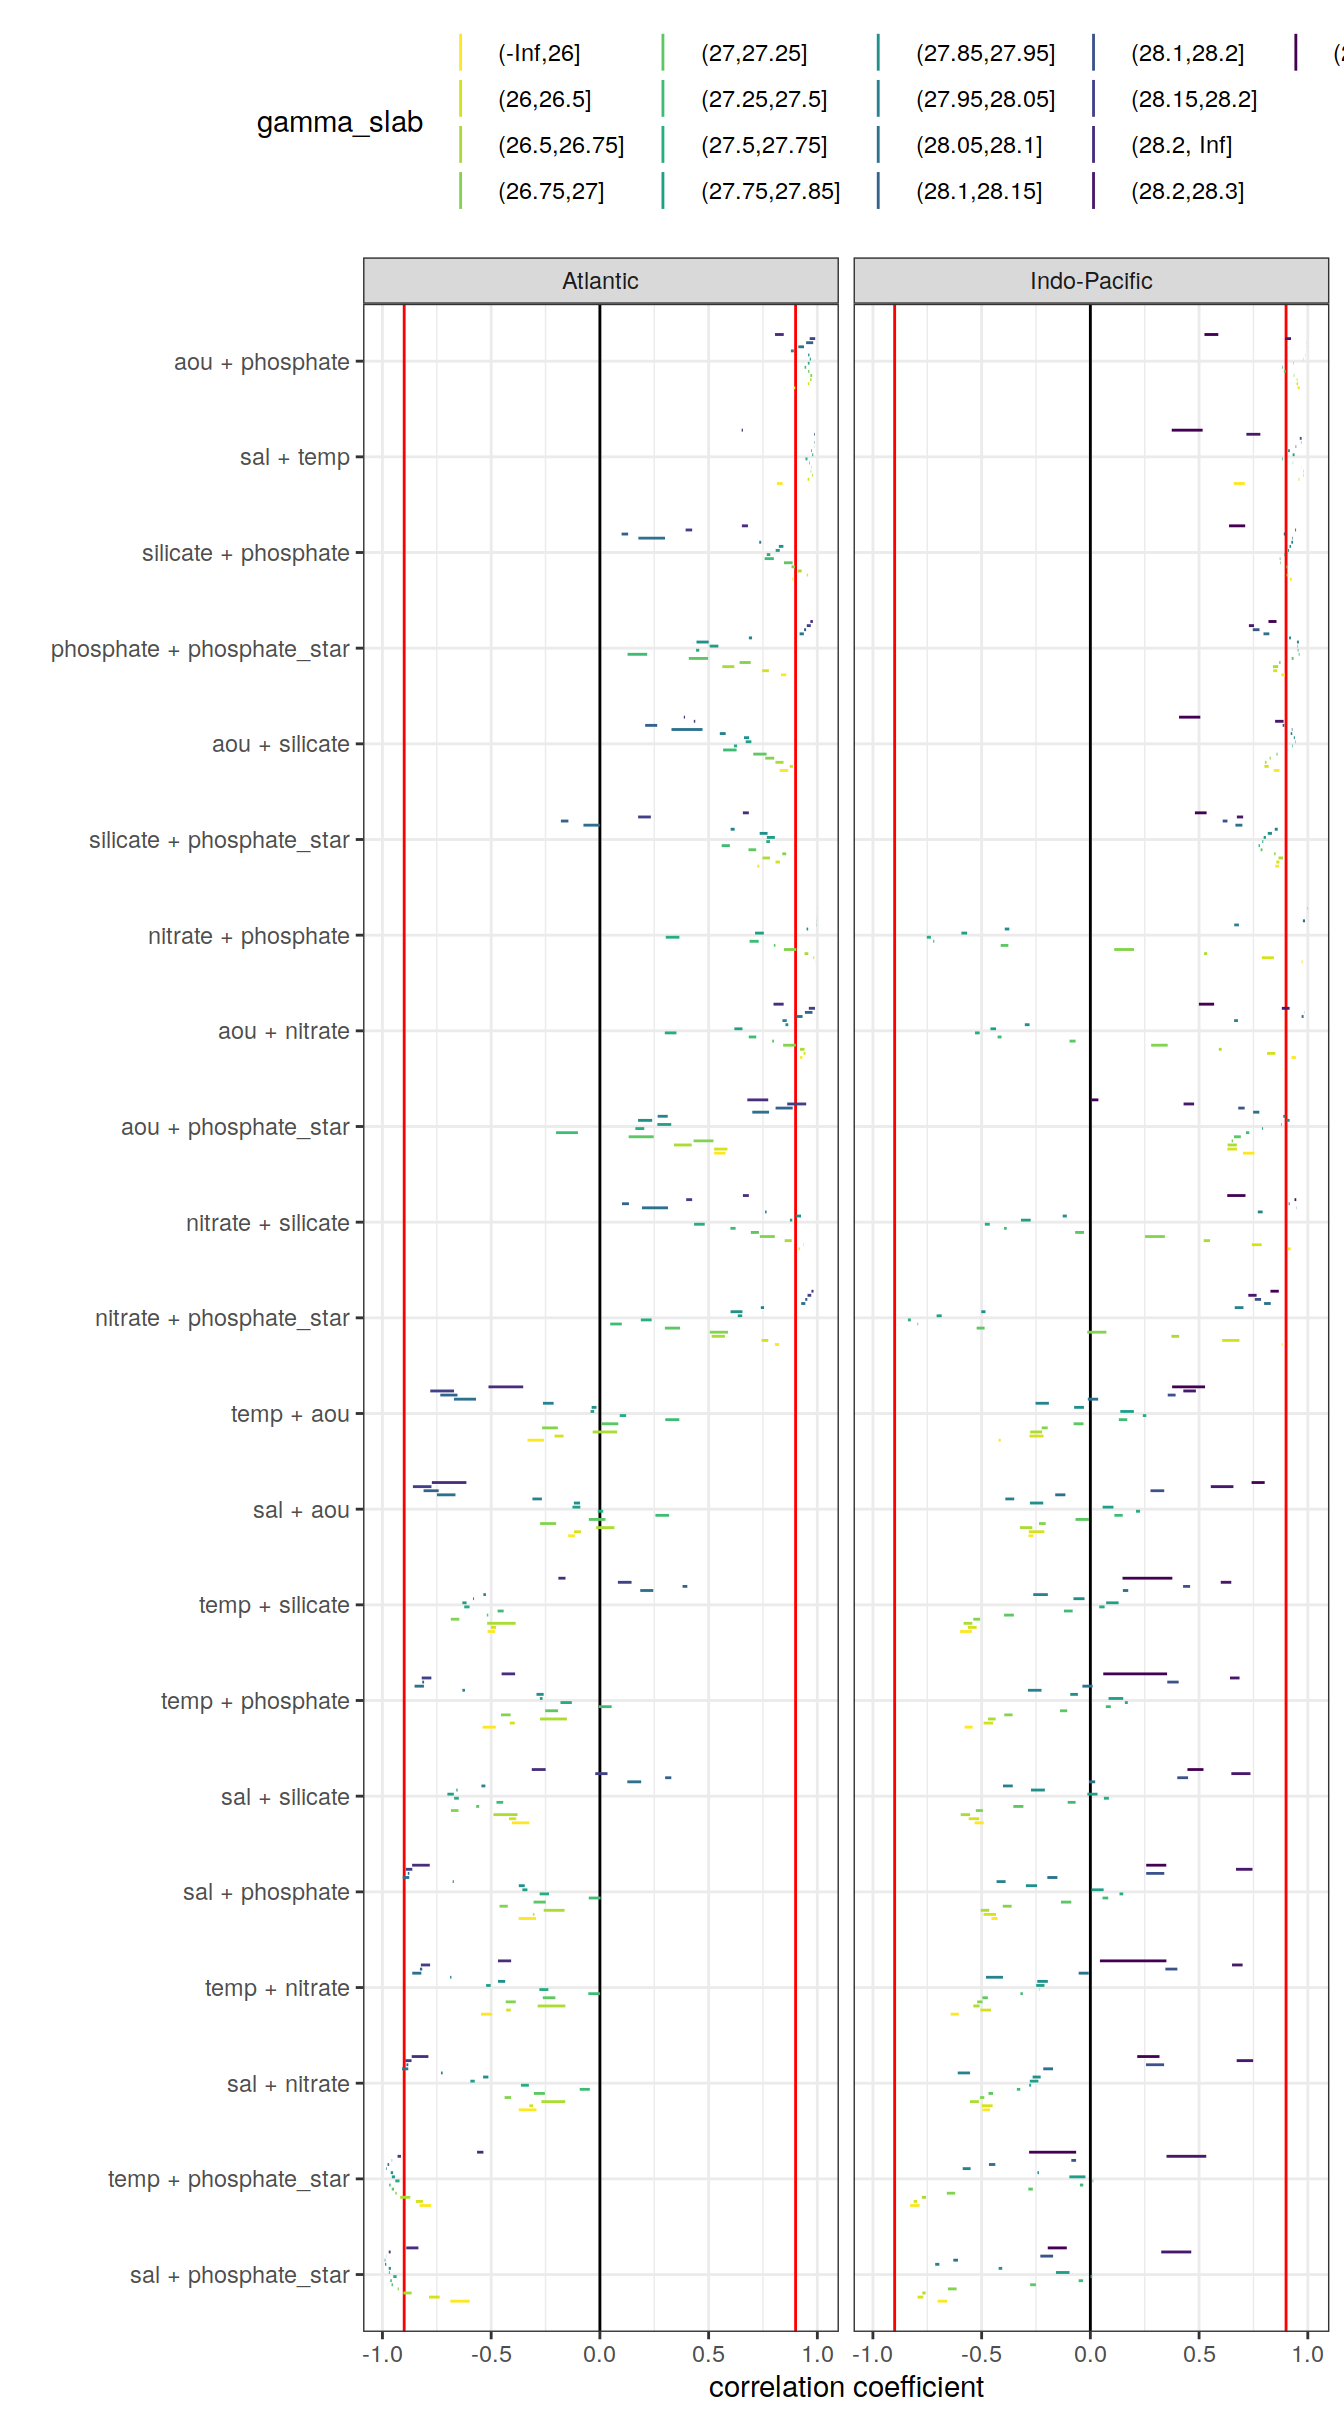 gamma_slab
(-Inf,26] (27,27.25] (27.85,27.95] (28.1,28.2]
(26,26.5] (27.25,27.5] (27.95,28.05] (28.15,28.2]
(26.5,26.75] (27.5,27.75] (28.05,28.1] (28.2, Inf]
(26.75,27] (27.75,27.85] (28.1,28.15] (28.2,28.3]
Atlantic Indo-Pacific
aou + phosphate
sal + temp
silicate + phosphate
phosphate + phosphate_star
aou + silicate
silicate + phosphate_star
nitrate + phosphate
aou + nitrate
aou + phosphate_star
nitrate + silicate
nitrate + phosphate_star
temp + aou
sal + aou
temp + silicate
temp + phosphate
sal + silicate
sal + phosphate
temp + nitrate
sal + nitrate
temp + phosphate_star
sal + phosphate_star
-1.0 -0.5 0.0 0.5 1.0 -1.0 -0.5 0.0 0.5 1.0
correlation coefficient